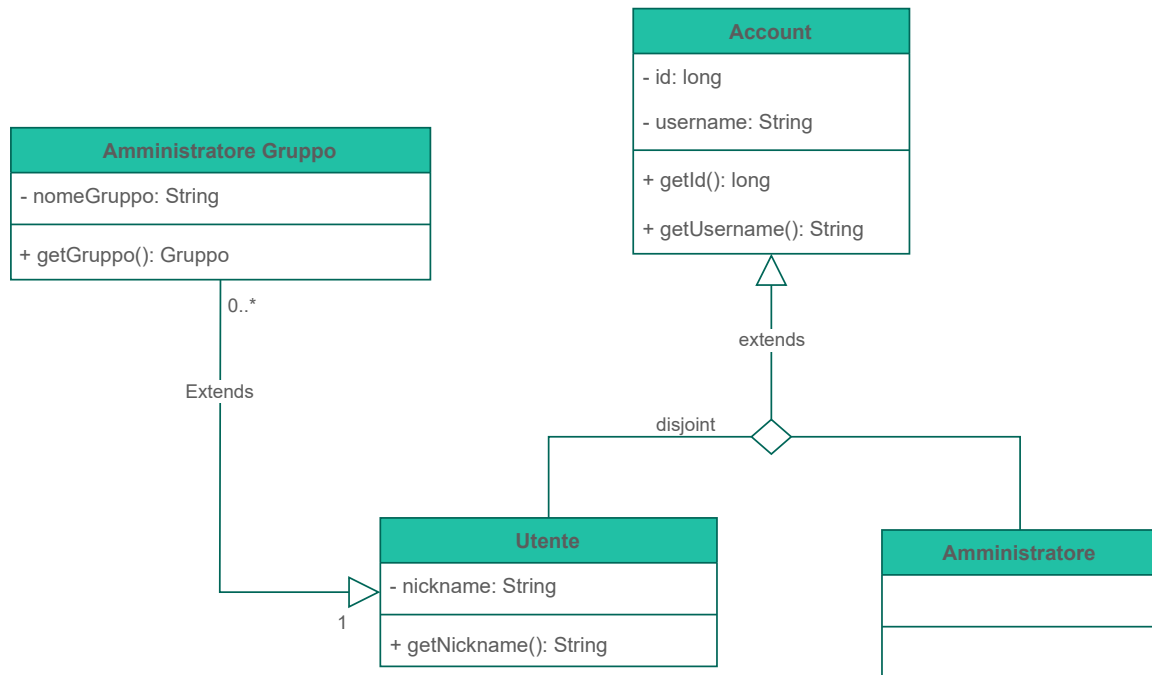 Account
- id: long
- username: String
+ getId(): long
+ getUsername(): String
Amministratore Gruppo
- nomeGruppo: String
+ getGruppo(): Gruppo
0..*
Extends
1
extends
disjoint
Utente
- nickname: String
+ getNickname(): String
Amministratore